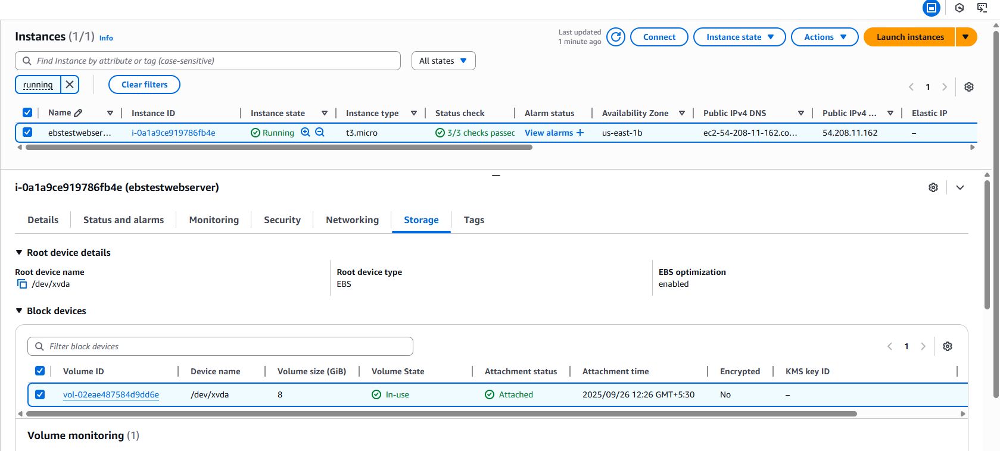 Instances (1/1) Info
Last updated
1 minute ago
Connect
Instance state
Actions
Launch instances
Find Instance by attribute or tag (case-sensitive)
All states
running
Clear filters
1
Name Instance ID Instance state Instance type Status check Alarm status Availability Zone Public IPv4 DNS Public IPv4 ... Elastic IP
ebstestwebser... i-0a1a9ce919786fb4e Running t3.micro 3/3 checks passec View alarms + us-east-1b ec2-54-208-11-162.co... 54.208.11.162 –
i-0a1a9ce919786fb4e (ebstestwebserver)
Details Status and alarms Monitoring Security Networking Storage Tags
Root device details
Root device name Root device type EBS optimization
/dev/xvda EBS enabled
Block devices
Filter block devices
1
Volume ID Device name Volume size (GiB) Volume State Attachment status Attachment time Encrypted KMS key ID
vol-02eae487584d9dd6e /dev/xvda 8 In-use Attached 2025/09/26 12:26 GMT+5:30 No –
Volume monitoring (1)